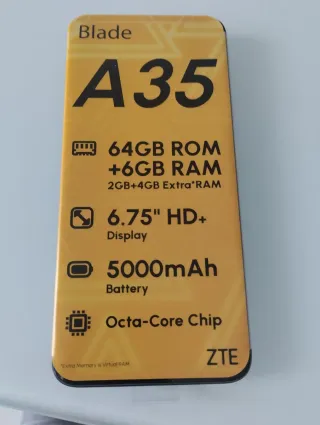 Blade
A35
64GB ROM
+6GB RAM
2GB+4GB Extra*RAM
6.75" HD+
Display
5000mAh
Battery
Octa-Core Chip
ZTE